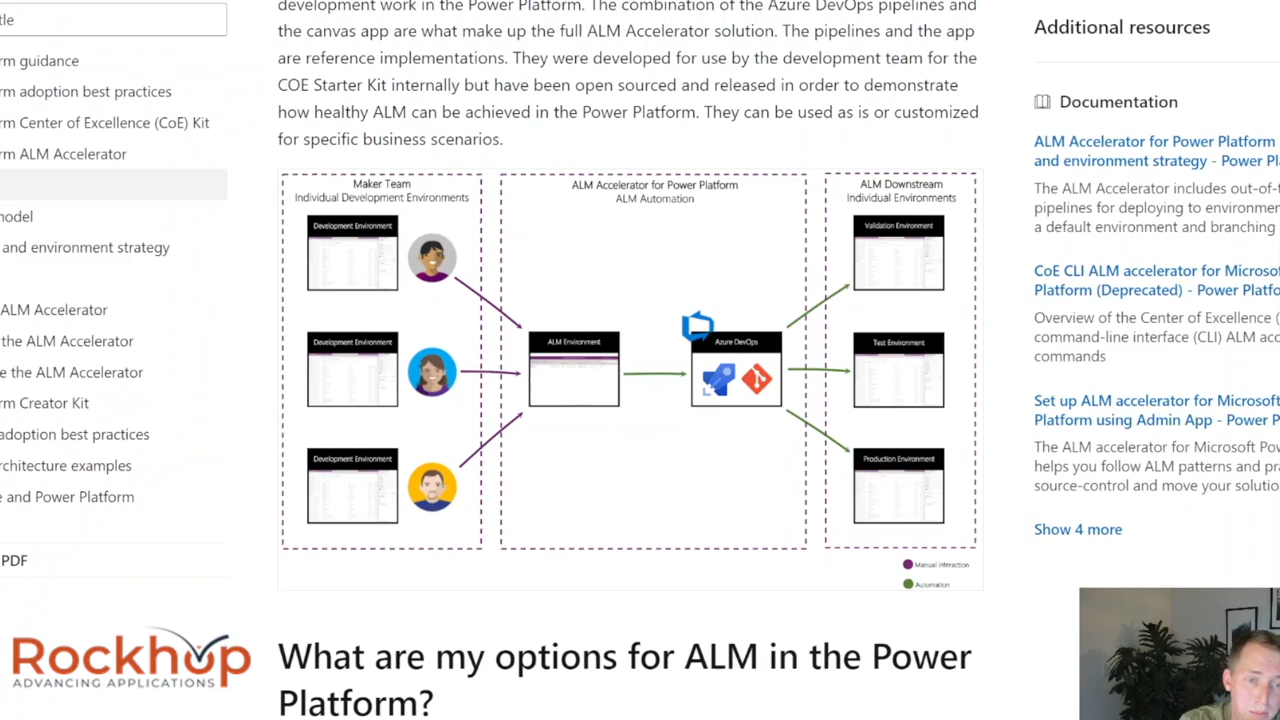 tle
rm guidance
rm adoption best practices
rm Center of Excellence (CoE) Kit
rm ALM Accelerator
nodel
and environment strategy
ALM Accelerator
the ALM Accelerator
e the ALM Accelerator
rm Creator Kit
adoption best practices
rchitecture examples
e and Power Platform
PDF
Rockhop
ADVANCING APPLICATIONS
development work in the Power Platform. The combination of the Azure DevOps pipelines and
the canvas app are what make up the full ALM Accelerator solution. The pipelines and the app
are reference implementations. They were developed for use by the development team for the
COE Starter Kit internally but have been open sourced and released in order to demonstrate
how healthy ALM can be achieved in the Power Platform. They can be used as is or customized
for specific business scenarios.
Maker Team
Individual Development Environments
Development Environment
Development Environment
Development Environment
ALM Accelerator for Power Platform
ALM Automation
ALM Environment
Azure DevOps
ALM Downstream
Individual Environments
Validation Environment
Test Environment
Production Environment
Manual interaction
Automation
What are my options for ALM in the Power
Platform?
Additional resources
Documentation
ALM Accelerator for Power Platform
and environment strategy - Power Pl
The ALM Accelerator includes out-of-t
pipelines for deploying to environmen
a default environment and branching
CoE CLI ALM accelerator for Microsof
Platform (Deprecated) - Power Platfo
Overview of the Center of Excellence (
command-line interface (CLI) ALM acc
commands
Set up ALM accelerator for Microsoft
Platform using Admin App - Power P
The ALM accelerator for Microsoft Pow
helps you follow ALM patterns and pra
source-control and move your solutio
Show 4 more